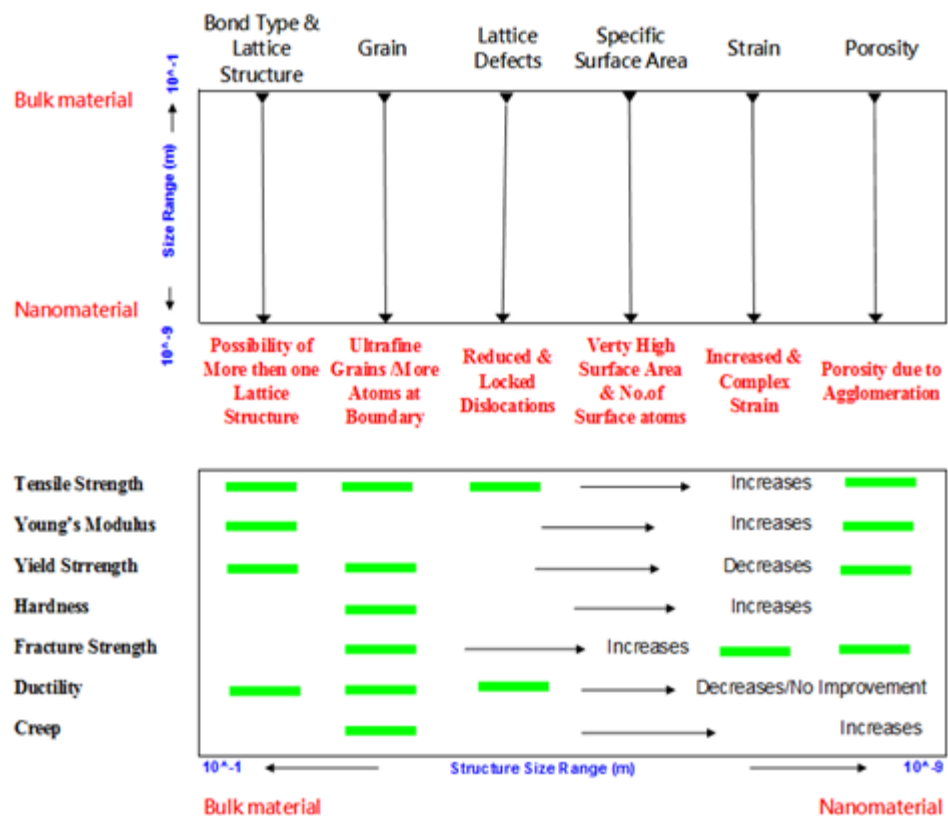 Bond Type &
Lattice
Structure
Grain
Lattice
Defects
Specific
Surface Area
Strain
Porosity
Bulk material
10^-1
Size Range (m)
Nanomaterial
10^-9
Possibility of
More then one
Lattice
Structure
Ultrafine
Grains /More
Atoms at
Boundary
Reduced &
Locked
Dislocations
Verty High
Surface Area
& No.of
Surface atoms
Increased &
Complex
Strain
Porosity due to
Agglomeration
Tensile Strength Increases
Young's Modulus Increases
Yield Strrength Decreases
Hardness Increases
Fracture Strength Increases
Ductility Decreases/No Improvement
Creep Increases
10^-1 Structure Size Range (m) 10^-9
Bulk material Nanomaterial